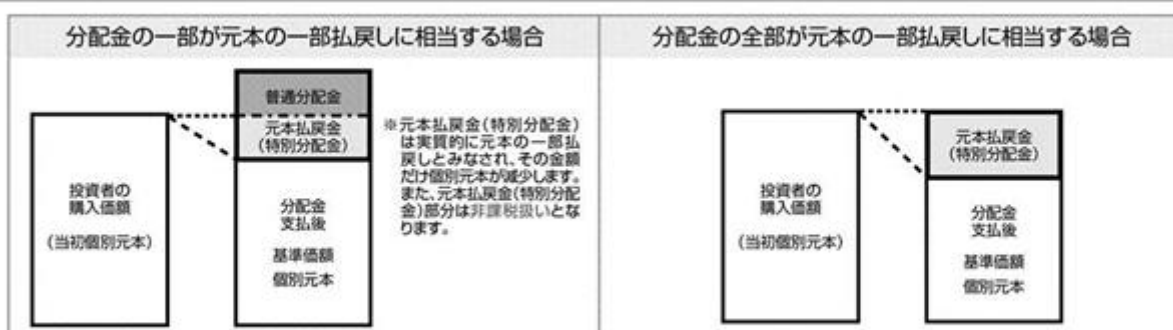 分配金の一部が元本の一部払戻しに相当する場合
普通分配金
元本払戻金
(特別分配金)
投資者の
購入価額
(当初個別元本)
分配金
支払後
基準価額
個別元本
※元本払戻金(特別分配金)
は実質的に元本の一部払
戻しとみなされ、その金額
だけ個別元本が減少します。
また、元本払戻金(特別分配
金)部分は非課税扱いとな
ります。
分配金の全部が元本の一部払戻しに相当する場合
元本払戻金
(特別分配金)
投資者の
購入価額
(当初個別元本)
分配金
支払後
基準価額
個別元本